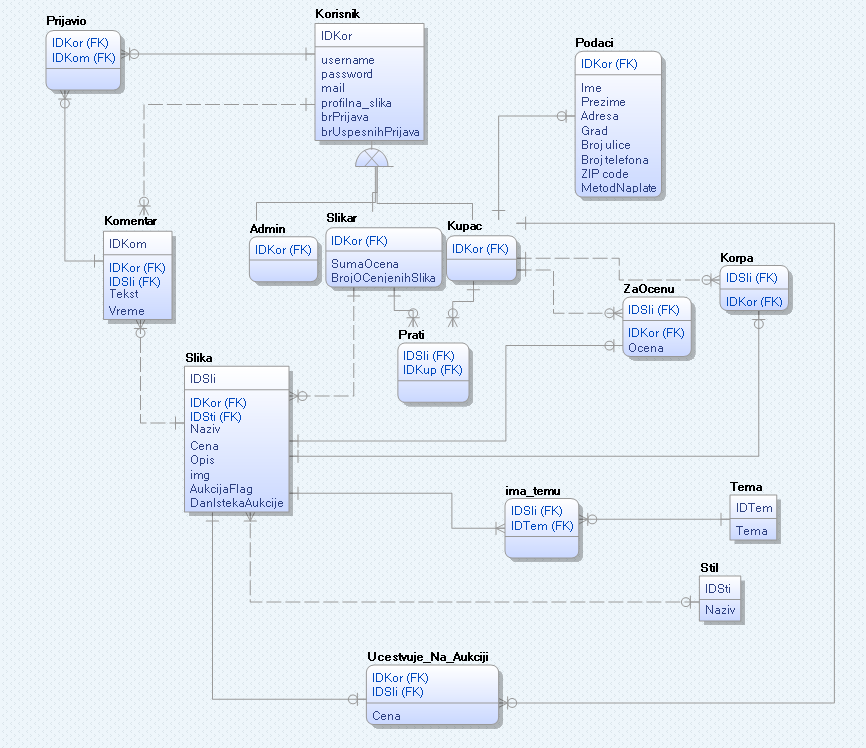 Prijavio
IDKor (FK)
IDKom (FK)
Korisnik
IDKor
username
password
mail
profilna_slika
brPrijava
brUspesnihPrijava
Podaci
IDKor (FK)
Ime
Prezime
Adresa
Grad
Broj ulice
Broj telefona
ZIP code
MetodNaplate
Komentar
IDKom
IDKor (FK)
IDSli (FK)
Tekst
Vreme
Admin
IDKor (FK)
Slikar
IDKor (FK)
SumaOcena
BrojOCenjenihSlika
Kupac
IDKor (FK)
Korpa
IDSli (FK)
IDKor (FK)
ZaOcenu
IDSli (FK)
IDKor (FK)
Ocena
Prati
IDSli (FK)
IDKup (FK)
Slika
IDSli
IDKor (FK)
IDSti (FK)
Naziv
Cena
Opis
img
AukcijaFlag
DanIstekaAukcije
ima_temu
IDSli (FK)
IDTem (FK)
Tema
IDTem
Tema
Stil
IDSti
Naziv
Ucestvuje_Na_Aukciji
IDKor (FK)
IDSli (FK)
Cena